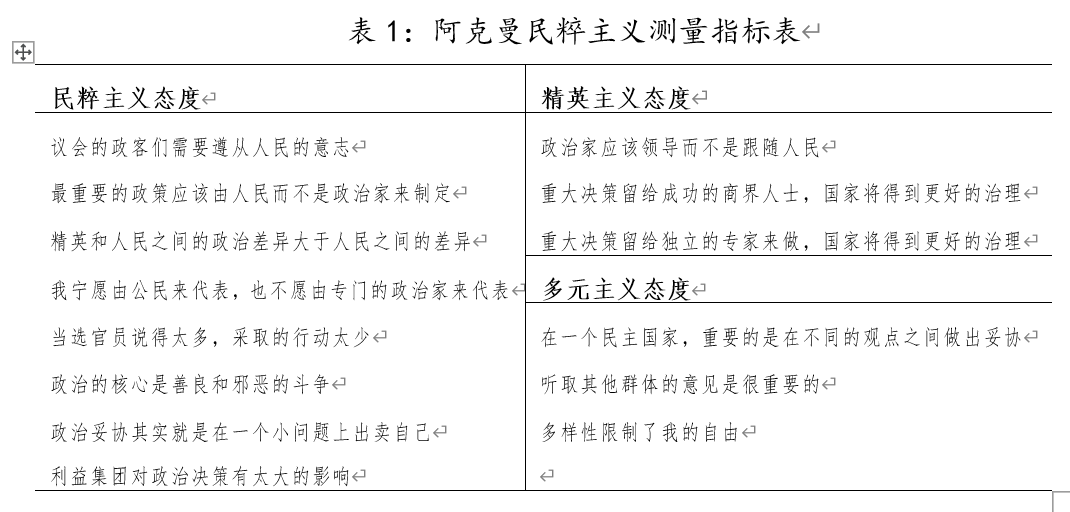 表 1：阿克曼民粹主义测量指标表
民粹主义态度
议会的政客们需要遵从人民的意志
最重要的政策应该由人民而不是政治家来制定
精英和人民之间的政治差异大于人民之间的差异
我宁愿由公民来代表，也不愿由专门的政治家来代表
当选官员说得太多，采取的行动太少
政治的核心是善良和邪恶的斗争
政治妥协其实就是在一个小问题上出卖自己
利益集团对政治决策有太大的影响
精英主义态度
政治家应该领导而不是跟随人民
重大决策留给成功的商界人士，国家将得到更好的治理
重大决策留给独立的专家来做，国家将得到更好的治理
多元主义态度
在一个民主国家，重要的是在不同的观点之间做出妥协
听取其他群体的意见是很重要的
多样性限制了我的自由